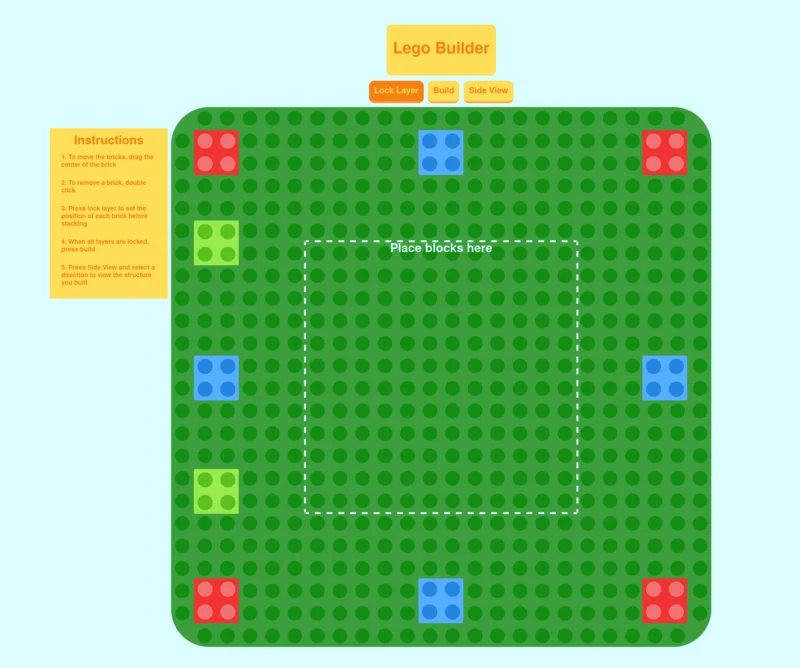 Lego Builder
Lock Layer
Build
Side View
Instructions
1. To move the bricks, drag the
center of the brick
2. To remove a brick, double
click
3. Press lock layer to set the
position of each brick before
stacking
4. When all layers are locked,
press build
5. Press Side View and select a
direction to view the structure
you built
Place blocks here